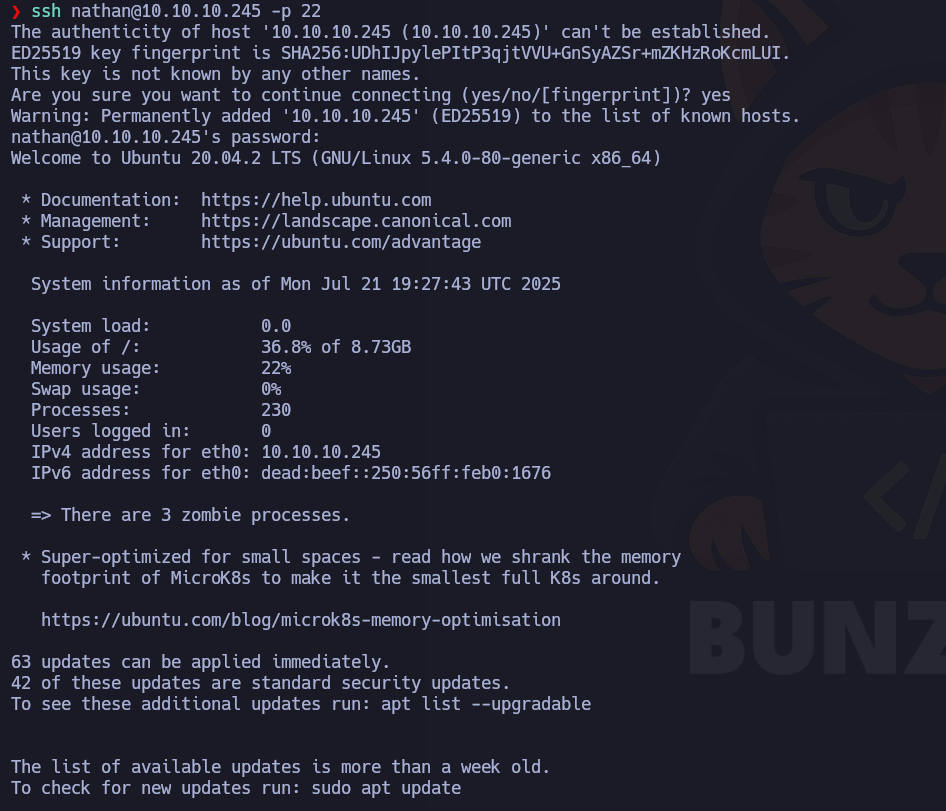 ❯ ssh nathan@10.10.10.245 -p 22
The authenticity of host '10.10.10.245 (10.10.10.245)' can't be established.
ED25519 key fingerprint is SHA256:UDhIJpylePItP3qjtVVU+GnSyAZSr+mZKHzRoKcmLUI.
This key is not known by any other names.
Are you sure you want to continue connecting (yes/no/[fingerprint])? yes
Warning: Permanently added '10.10.10.245' (ED25519) to the list of known hosts.
nathan@10.10.10.245's password:
Welcome to Ubuntu 20.04.2 LTS (GNU/Linux 5.4.0-80-generic x86_64)

 * Documentation:  https://help.ubuntu.com
 * Management:     https://landscape.canonical.com
 * Support:        https://ubuntu.com/advantage

  System information as of Mon Jul 21 19:27:43 UTC 2025

  System load:           0.0
  Usage of /:            36.8% of 8.73GB
  Memory usage:          22%
  Swap usage:            0%
  Processes:             230
  Users logged in:       0
  IPv4 address for eth0: 10.10.10.245
  IPv6 address for eth0: dead:beef::250:56ff:feb0:1676

  => There are 3 zombie processes.

 * Super-optimized for small spaces - read how we shrank the memory
   footprint of MicroK8s to make it the smallest full K8s around.

   https://ubuntu.com/blog/microk8s-memory-optimisation

63 updates can be applied immediately.
42 of these updates are standard security updates.
To see these additional updates run: apt list --upgradable

The list of available updates is more than a week old.
To check for new updates run: sudo apt update